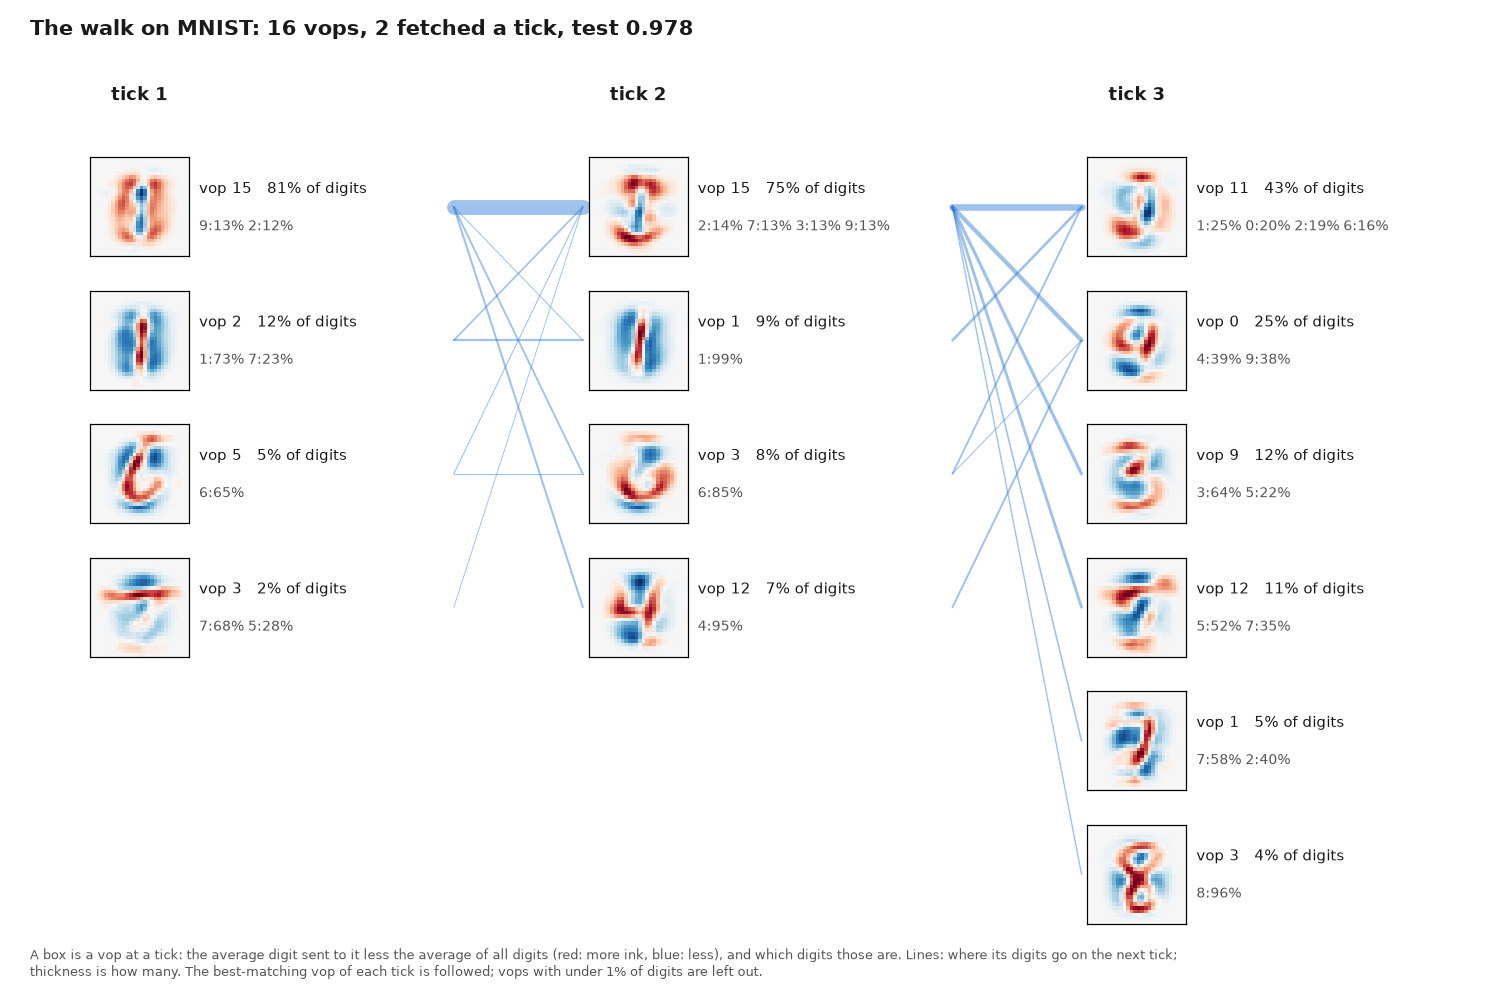 The walk on MNIST: 16 vops, 2 fetched a tick, test 0.978
tick 1
tick 2
tick 3
vop 15 81% of digits
9:13% 2:12%
vop 2 12% of digits
1:73% 7:23%
vop 5 5% of digits
6:65%
vop 3 2% of digits
7:68% 5:28%
vop 15 75% of digits
2:14% 7:13% 3:13% 9:13%
vop 1 9% of digits
1:99%
vop 3 8% of digits
6:85%
vop 12 7% of digits
4:95%
vop 11 43% of digits
1:25% 0:20% 2:19% 6:16%
vop 0 25% of digits
4:39% 9:38%
vop 9 12% of digits
3:64% 5:22%
vop 12 11% of digits
5:52% 7:35%
vop 1 5% of digits
7:58% 2:40%
vop 3 4% of digits
8:96%
A box is a vop at a tick: the average digit sent to it less the average of all digits (red: more ink, blue: less), and which digits those are. Lines: where its digits go on the next tick;
thickness is how many. The best-matching vop of each tick is followed; vops with under 1% of digits are left out.